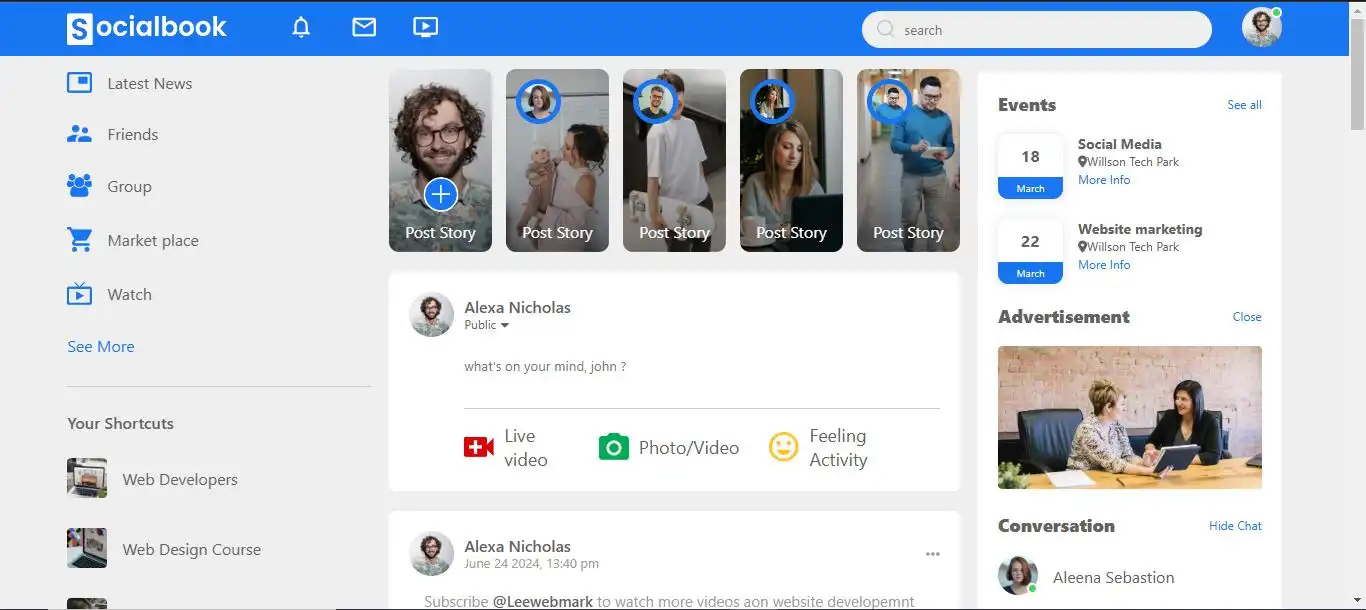 Socialbook
search
Latest News
Friends
Group
Market place
Watch
See More
Your Shortcuts
Web Developers
Web Design Course
Post Story
Post Story
Post Story
Post Story
Post Story
Alexa Nicholas
Public
what's on your mind, john ?
Live
video
Photo/Video
Feeling
Activity
Alexa Nicholas
June 24 2024, 13:40 pm
Subscribe @Leewebmark to watch more videos aon website developemnt
Events
See all
18
March
Social Media
Willson Tech Park
More Info
22
March
Website marketing
Willson Tech Park
More Info
Advertisement
Close
Conversation
Hide Chat
Aleena Sebastion